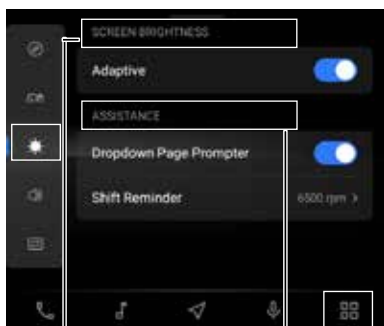 SCREEN BRIGHTNESS
Adaptive
ASSISTANCE
Dropdown Page Prompter
Shift Reminder
6500 rpm >